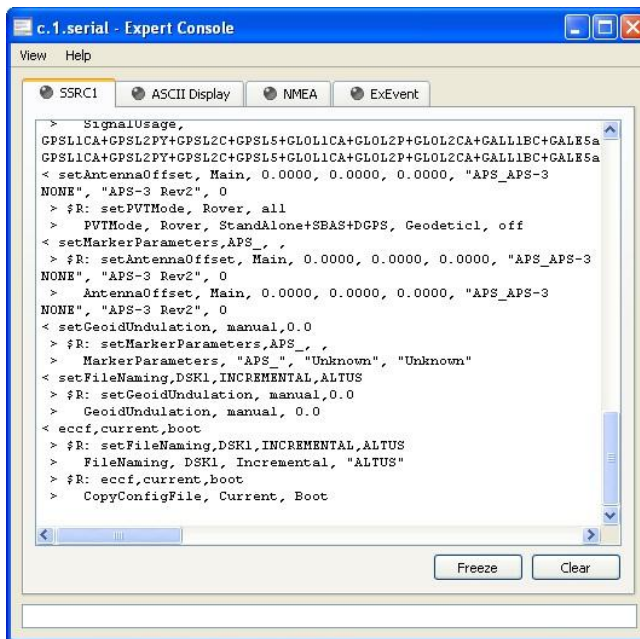 c.1.serial - Expert Console
View Help
SSRC1 ASCII Display NMEA ExEvent
> SignalUsage,
GPSL1CA+GPSL2PY+GPSL2C+GPSL5+GLOL1CA+GLOL2P+GLOL2CA+GALL1BC+GALE5a
GPSL1CA+GPSL2PY+GPSL2C+GPSL5+GLOL1CA+GLOL2P+GLOL2CA+GALL1BC+GALE5a
< setAntennaOffset, Main, 0.0000, 0.0000, 0.0000, "APS_APS-3
NONE", "APS-3 Rev2", 0
> $R: setPVTMode, Rover, all
> PVTMode, Rover, StandAlone+SBAS+DGPS, Geodetic1, off
< setMarkerParameters,APS_, ,
> $R: setAntennaOffset, Main, 0.0000, 0.0000, 0.0000, "APS_APS-3
NONE", "APS-3 Rev2", 0
> AntennaOffset, Main, 0.0000, 0.0000, 0.0000, "APS_APS-3
NONE", "APS-3 Rev2", 0
< setGeoidUndulation, manual,0.0
> $R: setMarkerParameters,APS_, ,
> MarkerParameters, "APS_", "Unknown", "Unknown"
< setFileNaming,DSK1,INCREMENTAL,ALTUS
> $R: setGeoidUndulation, manual,0.0
> GeoidUndulation, manual, 0.0
< eccf,current,boot
> $R: setFileNaming,DSK1,INCREMENTAL,ALTUS
> FileNaming, DSK1, Incremental, "ALTUS"
> $R: eccf,current,boot
> CopyConfigFile, Current, Boot
Freeze Clear